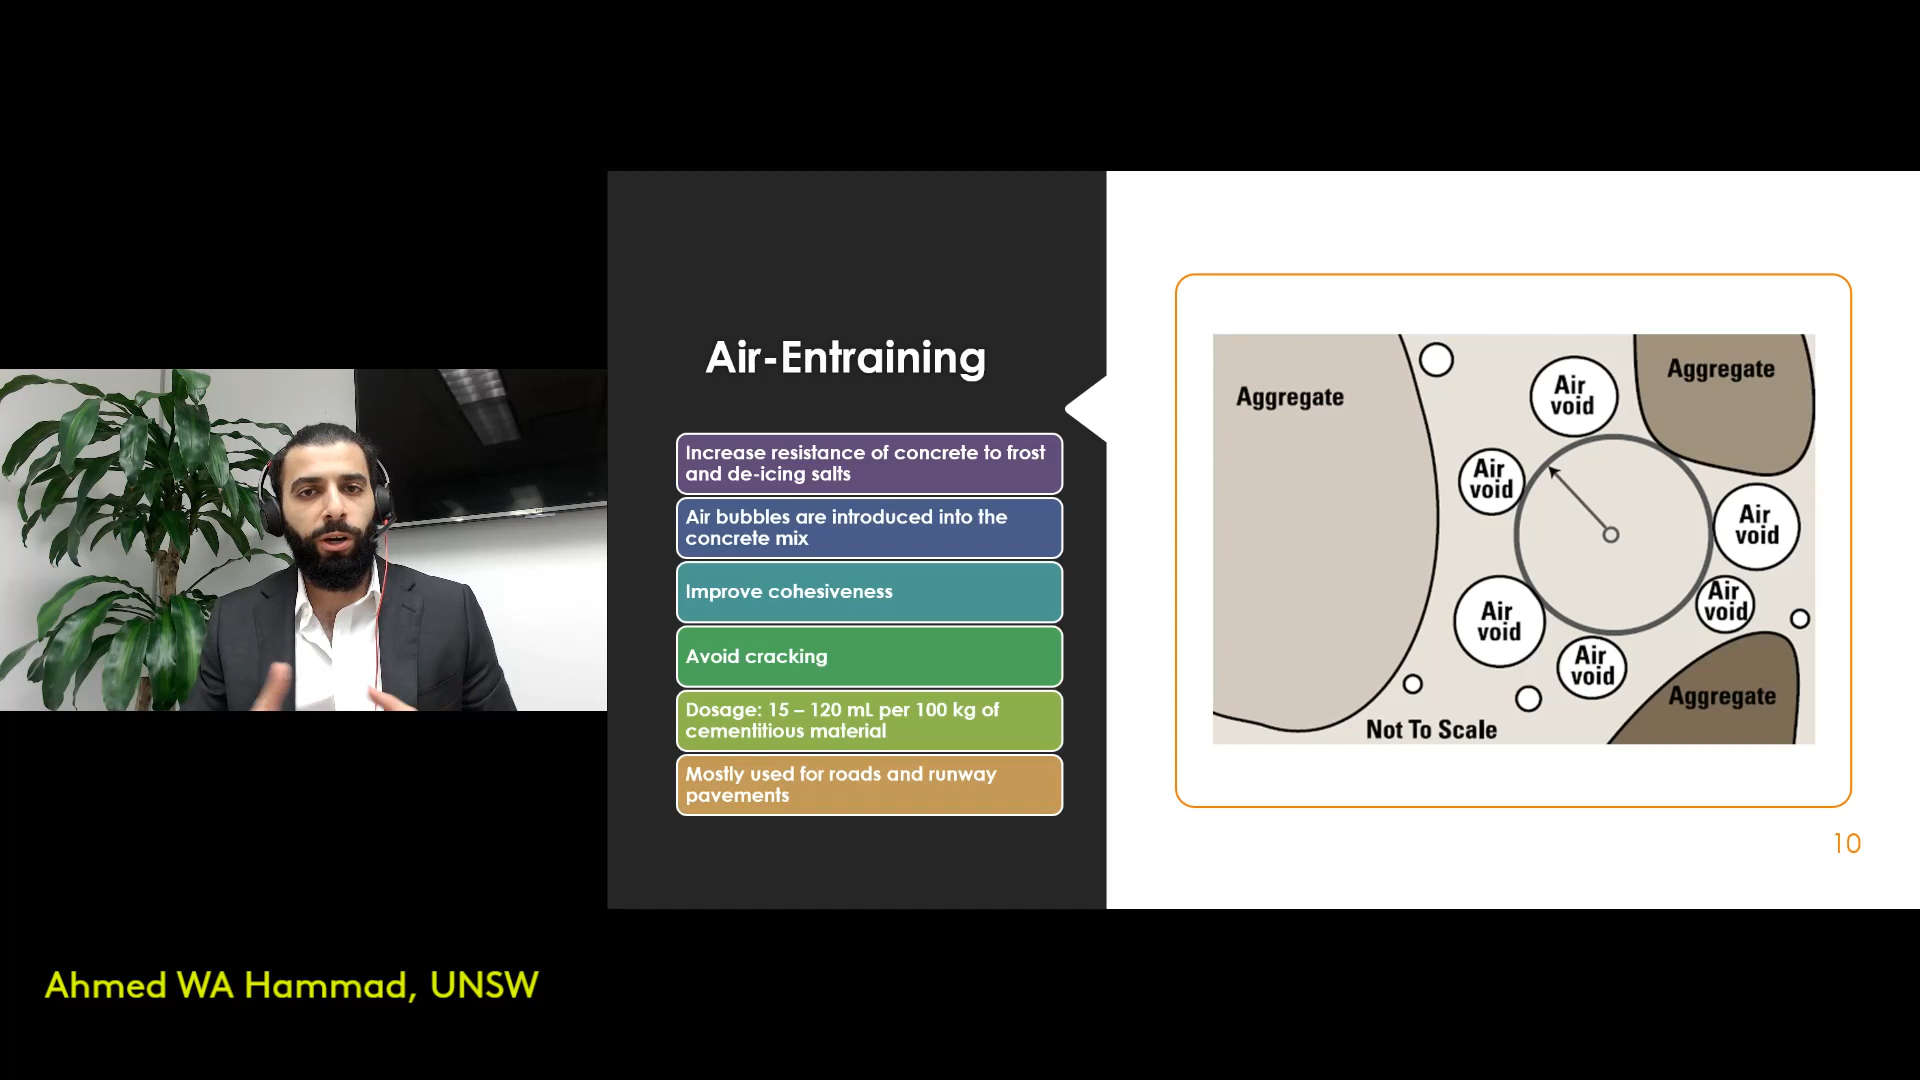 Air-Entraining
Increase resistance of concrete to frost
and de-icing salts
Air bubbles are introduced into the
concrete mix
Improve cohesiveness
Avoid cracking
Dosage: 15 – 120 mL per 100 kg of
cementitious material
Mostly used for roads and runway
pavements
Aggregate
Air
void
Aggregate
Air
void
Air
void
Air
void
Air
void
Air
void
Aggregate
Not To Scale
10
Ahmed WA Hammad, UNSW